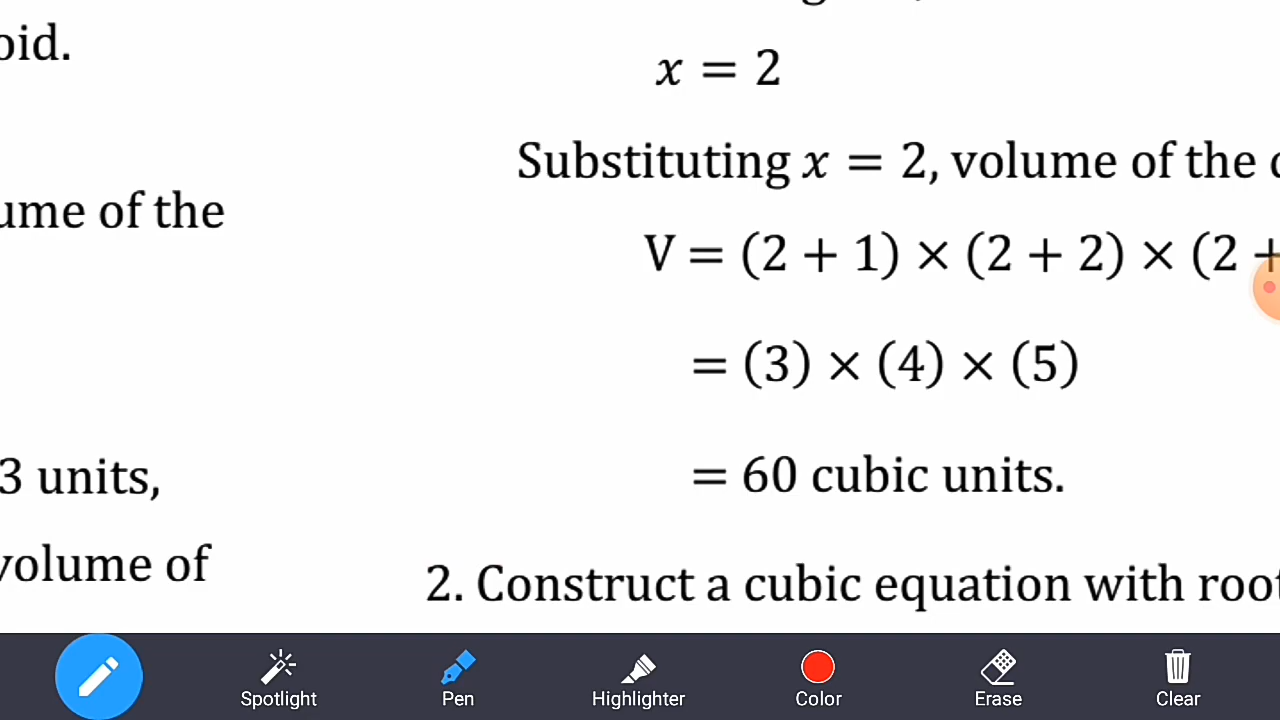 oid.
ume of the
3 units,
volume of
x = 2
Substituting x = 2, volume of the
V = (2 + 1) × (2 + 2) × (2 +
= (3) × (4) × (5)
= 60 cubic units.
2. Construct a cubic equation with root
Spotlight Pen Highlighter Color Erase Clear